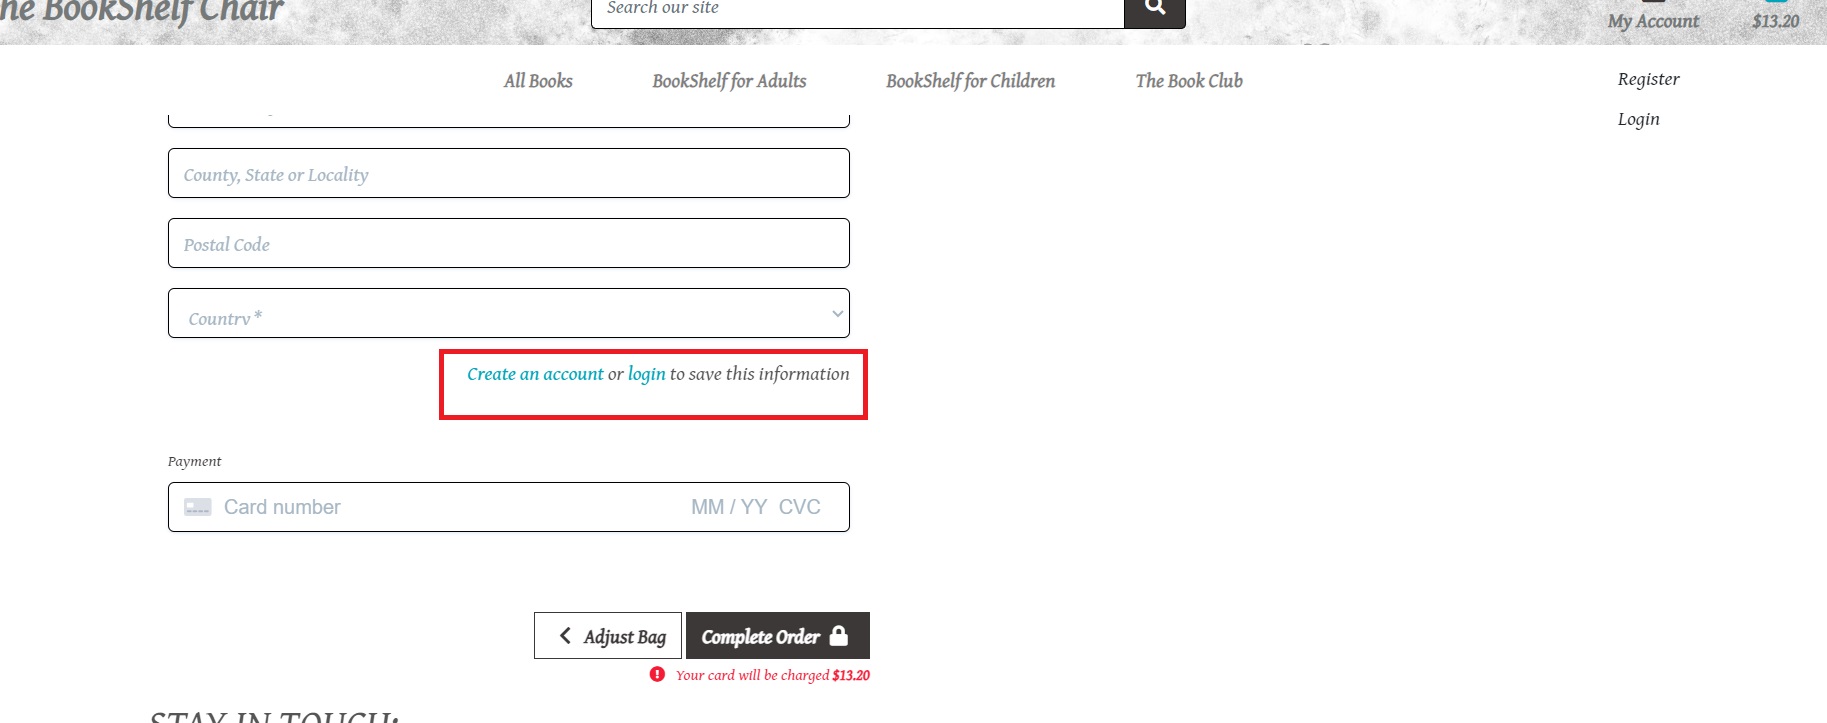 he BookShelf Chair
Search our site
My Account
$13.20
All Books
BookShelf for Adults
BookShelf for Children
The Book Club
Register
Login
County, State or Locality
Postal Code
Country *
Create an account or login to save this information
Payment
Card number
MM / YY CVC
Adjust Bag
Complete Order
Your card will be charged $13.20
STAY IN TOUCH: